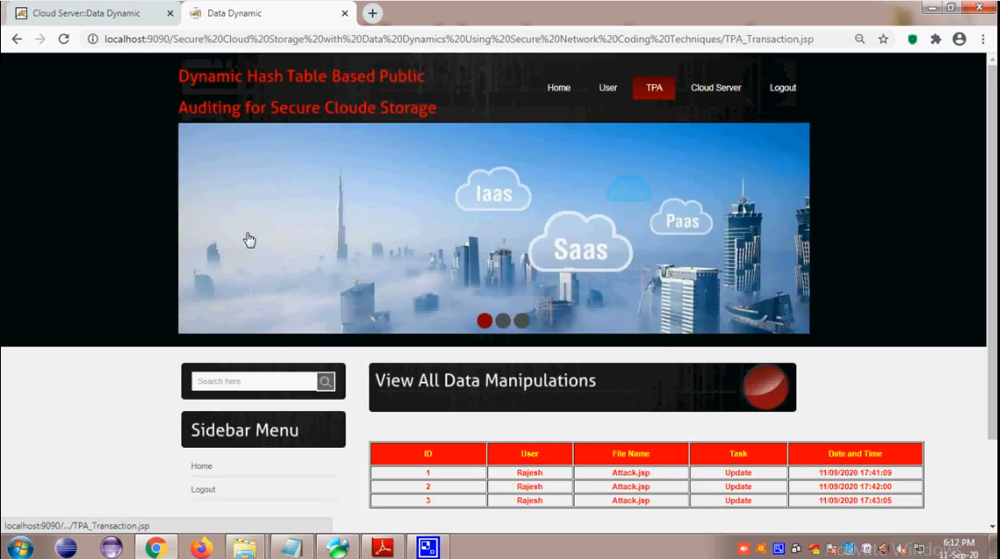 Cloud Server::Data Dynamic
Data Dynamic
localhost:9090/Secure%20Cloud%20Storage%20with%20Data%20Dynamics%20Using%20Secure%20Network%20Coding%20Techniques/TPA_Transaction.jsp
Dynamic Hash Table Based Public
Auditing for Secure Cloude Storage
Home User TPA Cloud Server Logout
Iaas
Paas
Saas
Search here
View All Data Manipulations
Sidebar Menu
Home
Logout
ID User File Name Task Date and Time
1 Rajesh Attack.jsp Update 11/09/2020 17:41:09
2 Rajesh Attack.jsp Update 11/09/2020 17:42:00
3 Rajesh Attack.jsp Update 11/09/2020 17:43:05
localhost:9090/.../TPA_Transaction.jsp
Activate Windows
6:12 PM
11-Sep-20